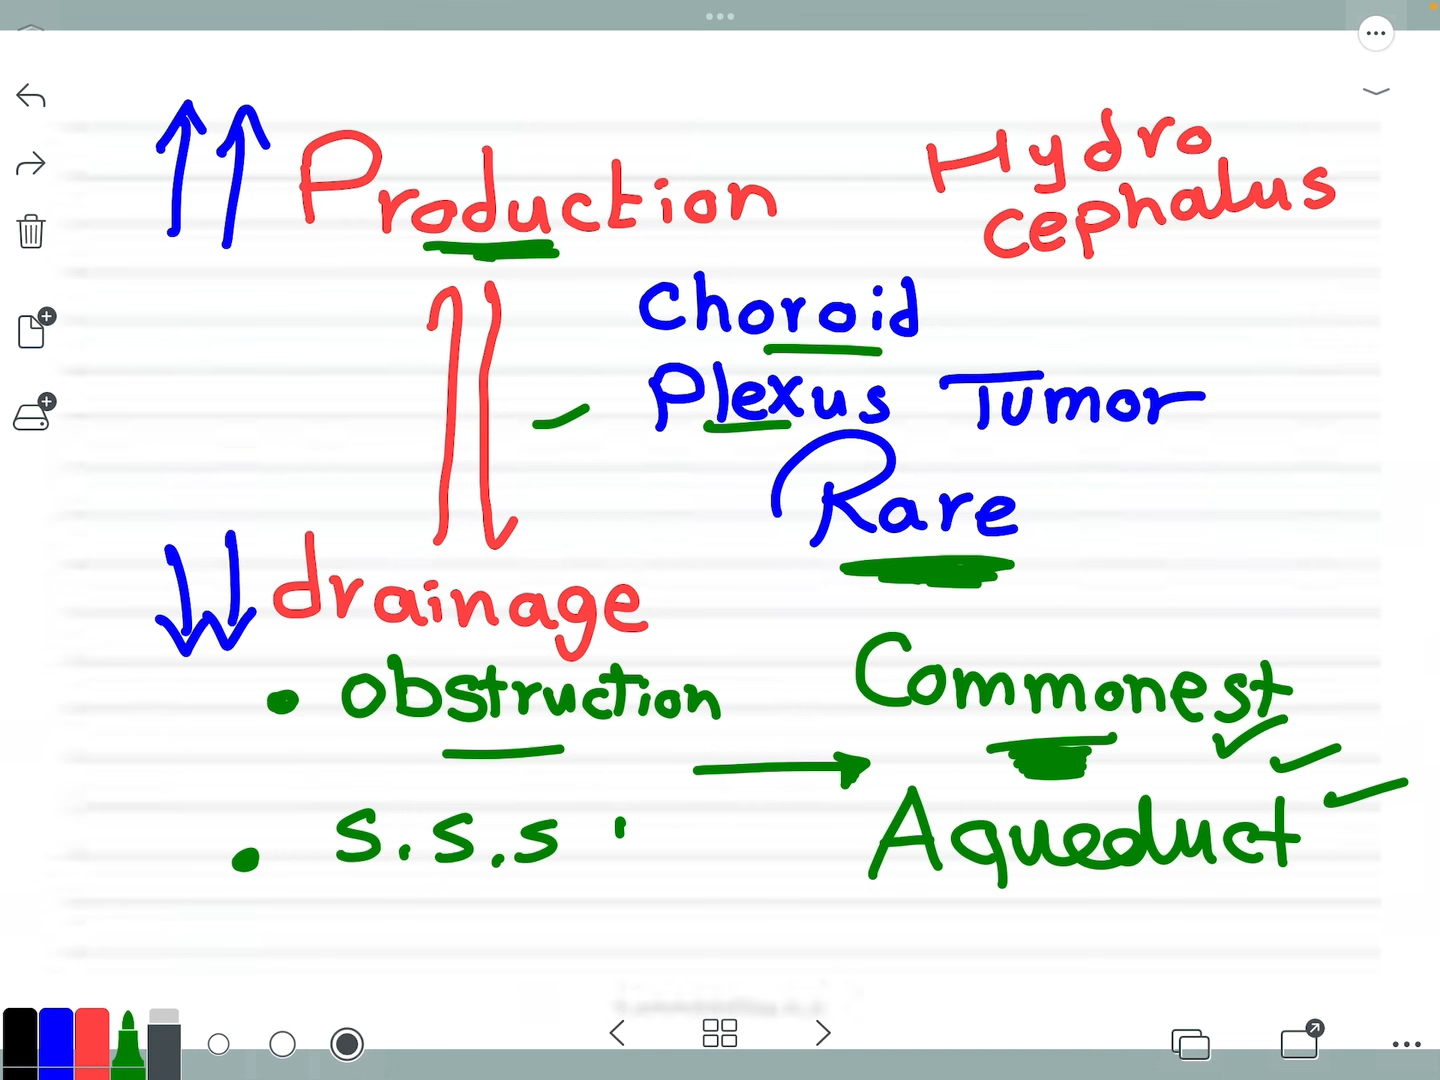 ↑↑ Production
Hydro
cephalus
Choroid
Plexus Tumor
Rare
↓↓ drainage
• obstruction
Commonest
• S.S.S
Aqueduct